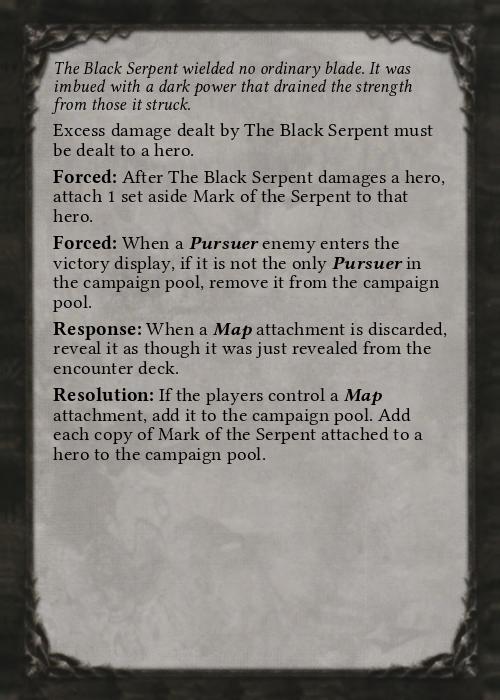 The Black Serpent wielded no ordinary blade. It was
imbued with a dark power that drained the strength
from those it struck.
Excess damage dealt by The Black Serpent must
be dealt to a hero.
Forced: After The Black Serpent damages a hero,
attach 1 set aside Mark of the Serpent to that
hero.
Forced: When a Pursuer enemy enters the
victory display, if it is not the only Pursuer in
the campaign pool, remove it from the campaign
pool.
Response: When a Map attachment is discarded,
reveal it as though it was just revealed from the
encounter deck.
Resolution: If the players control a Map
attachment, add it to the campaign pool. Add
each copy of Mark of the Serpent attached to a
hero to the campaign pool.